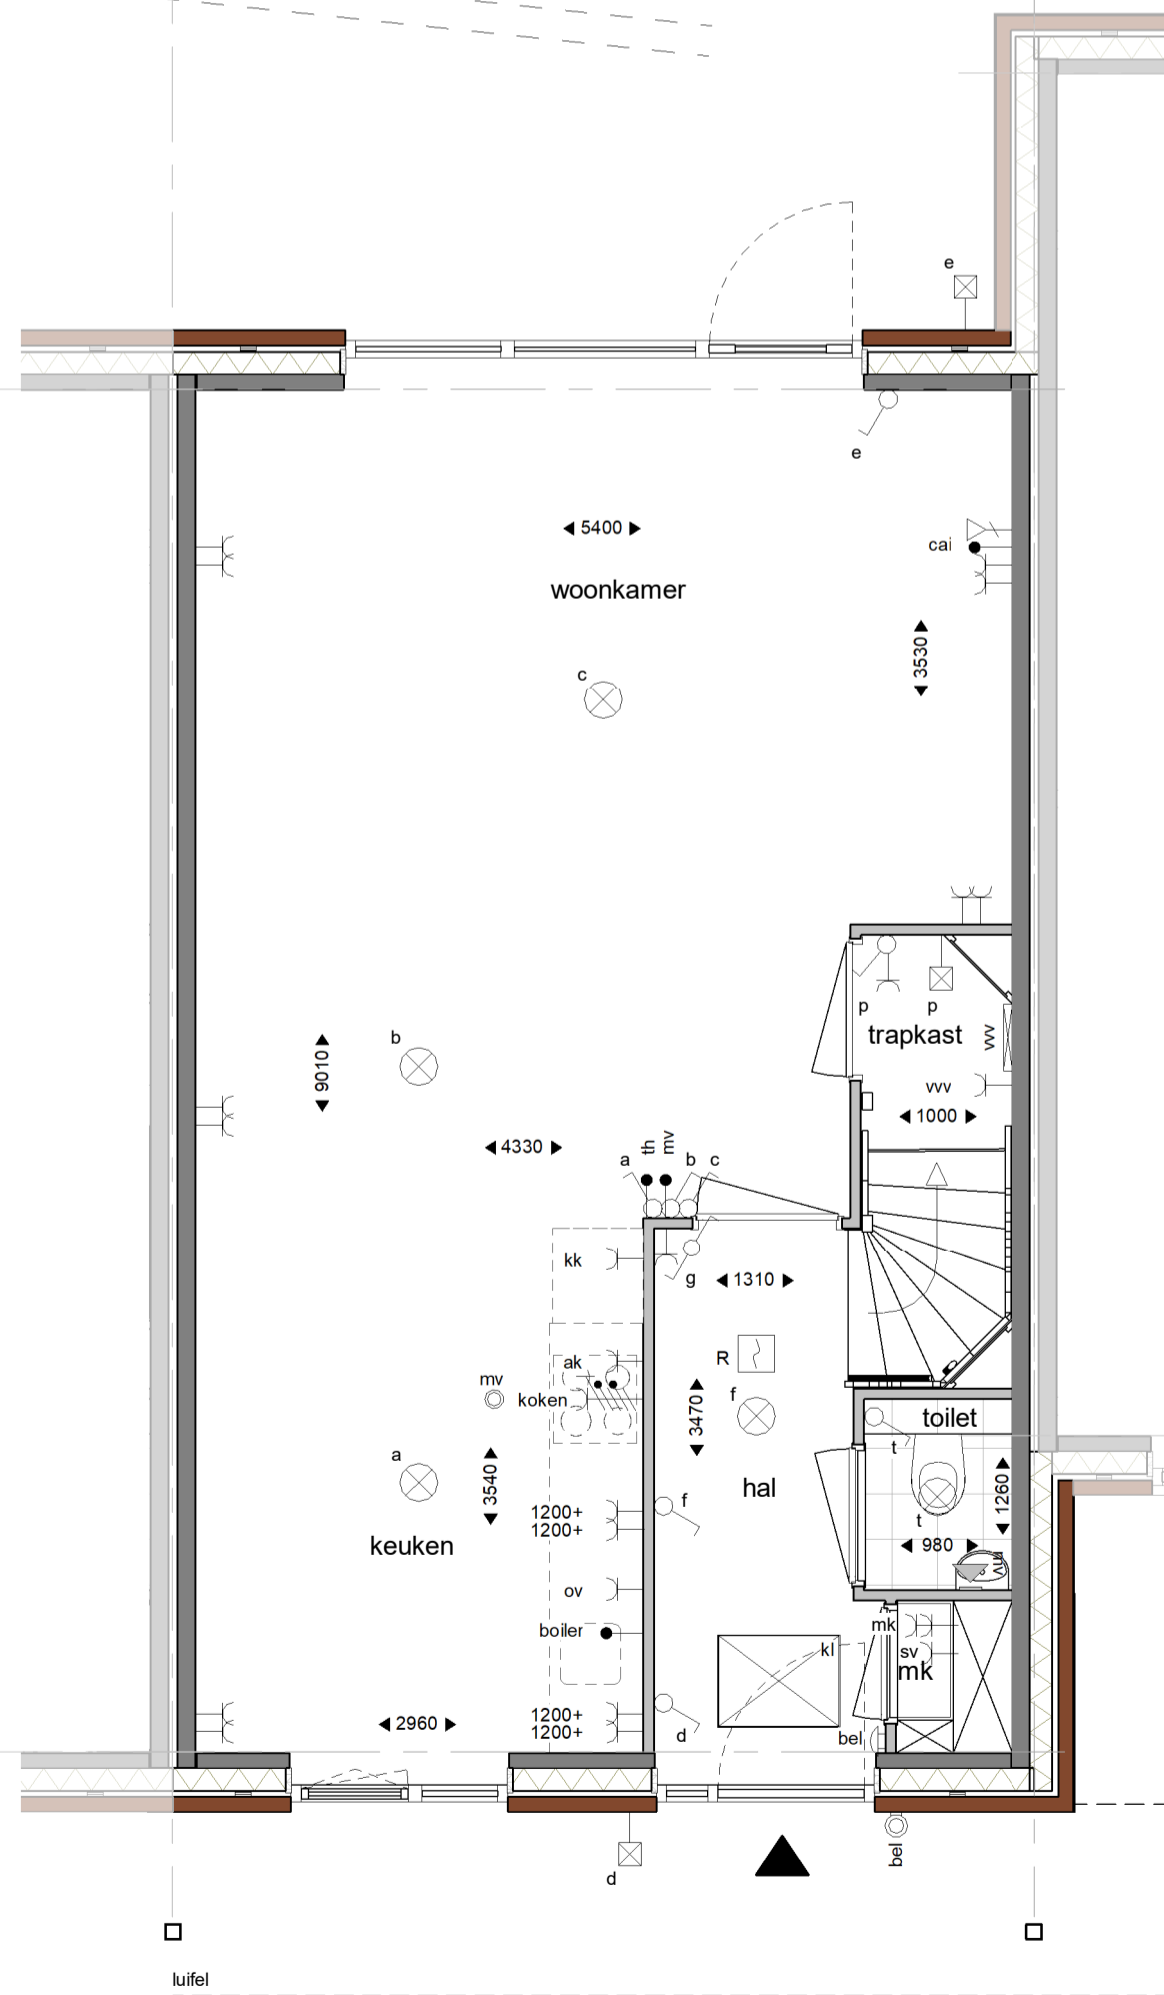 e
e
5400
cai
woonkamer
3530
c
p
p
trapkast
vvv
vvv
1000
b
9010
4330
a
th
mv
b
c
kk
g
1310
R
ak
mv
koken
f
3470
toilet
t
a
3540
hal
1260
t
1200+
1200+
f
980
mv
keuken
ov
boiler
mk
kl
sv
mk
1200+
1200+
2960
d
bel
d
bel
luifel